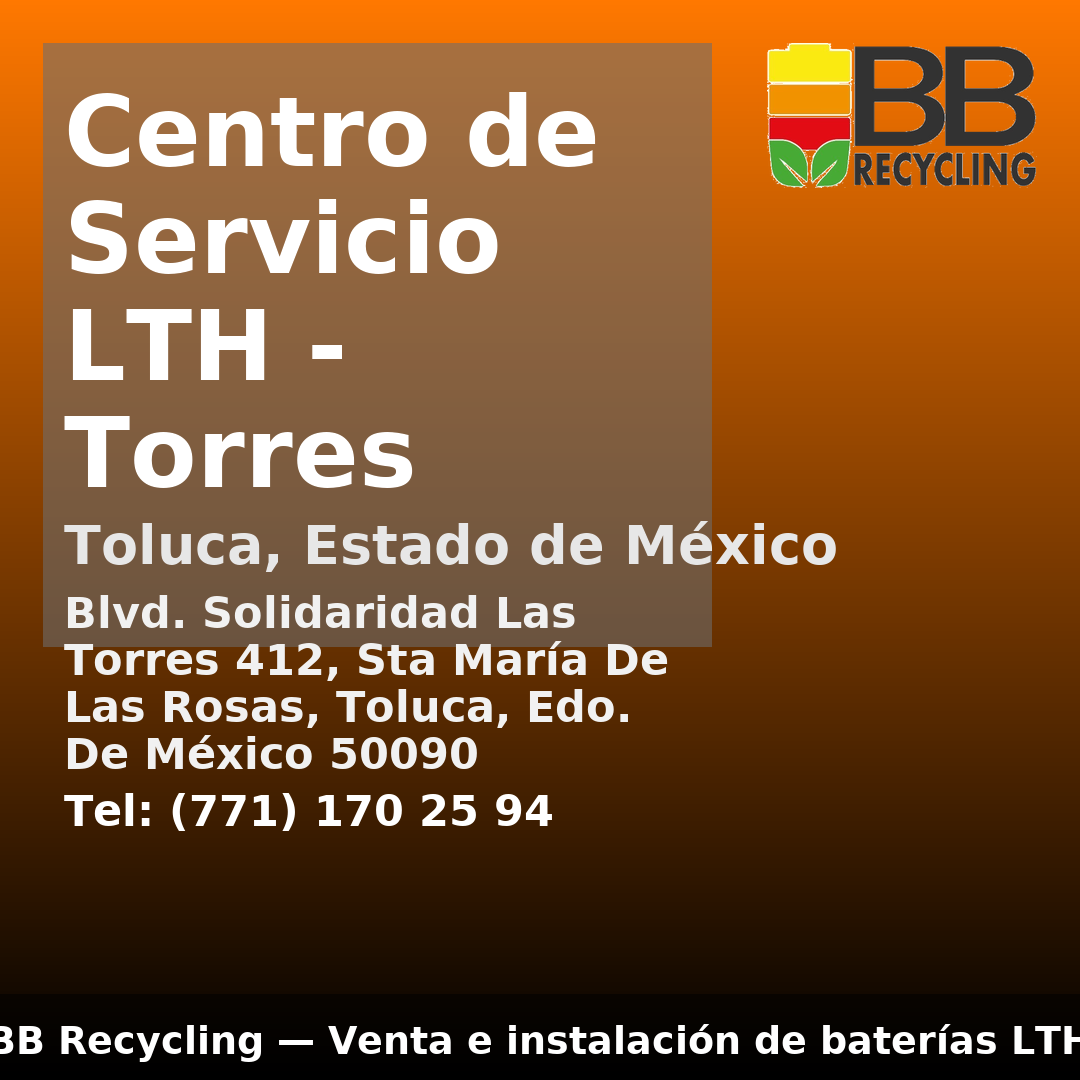 Centro de
Servicio
LTH -
Torres
BB
RECYCLING
Toluca, Estado de México
Blvd. Solidaridad Las
Torres 412, Sta María De
Las Rosas, Toluca, Edo.
De México 50090
Tel: (771) 170 25 94
BB Recycling — Venta e instalación de baterías LTH